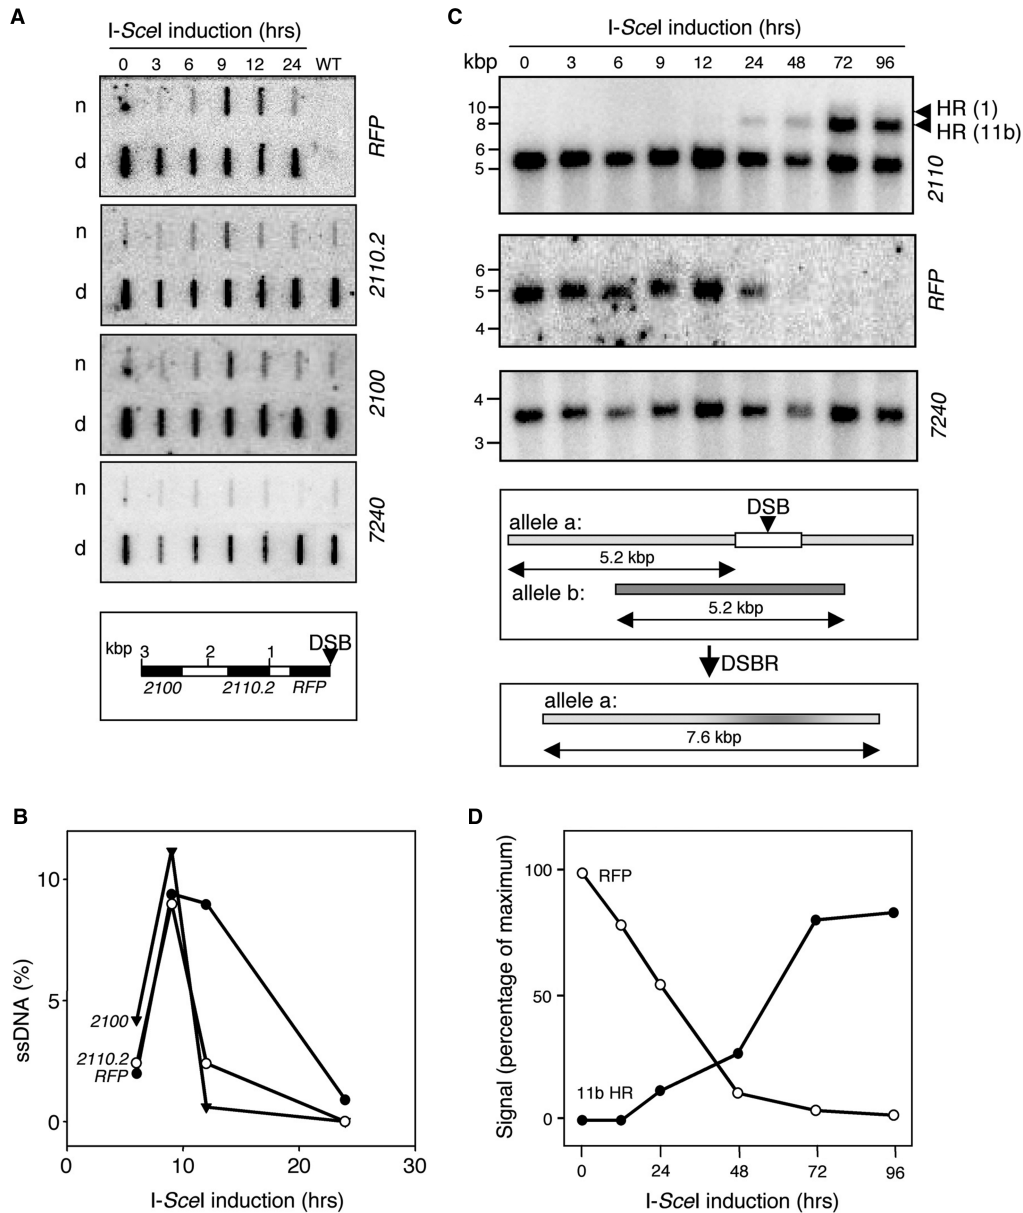 A
I-SceI induction (hrs)
0 3 6 9 12 24 WT
n
d
RFP
n
d
2110.2
n
d
2100
n
d
7240
DSB
kbp 3 2 1
2100 2110.2 RFP
C
I-SceI induction (hrs)
kbp 0 3 6 9 12 24 48 72 96
10
8
6
5
HR (1)
HR (11b)
2110
6
5
4
RFP
4
3
7240
DSB
allele a:
5.2 kbp
allele b:
5.2 kbp
DSBR
allele a:
7.6 kbp
B
ssDNA (%)
10
5
0
2100
2110.2
RFP
0 10 20 30
I-SceI induction (hrs)
D
Signal (percentage of maximum)
100
50
0
RFP
11b HR
0 24 48 72 96
I-SceI induction (hrs)